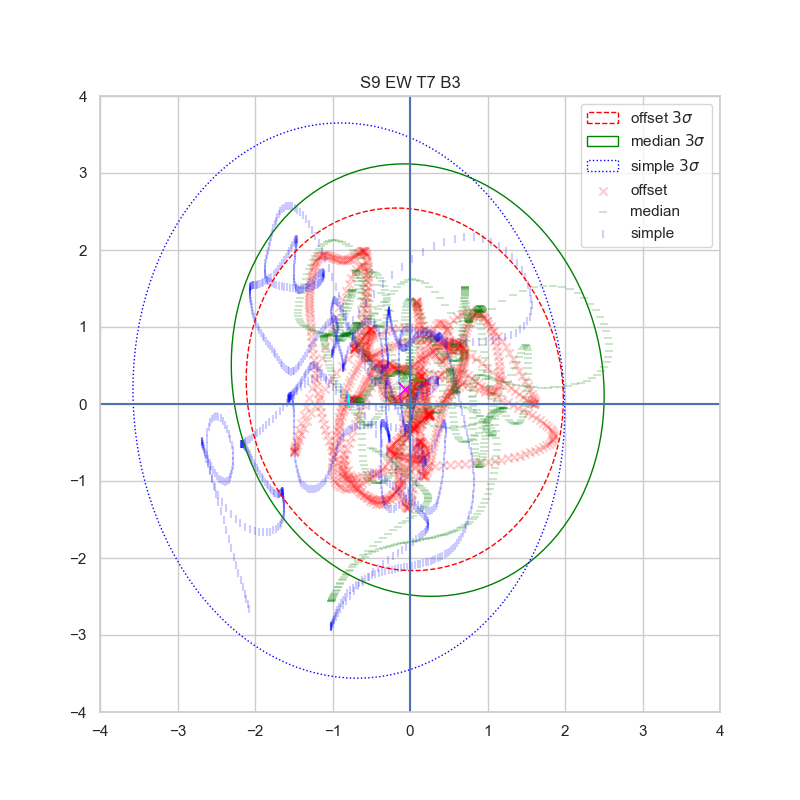 S9 EW T7 B3
4
3
2
1
0
−1
−2
−3
−4
−4 −3 −2 −1 0 1 2 3 4
offset 3σ
median 3σ
simple 3σ
offset
median
simple